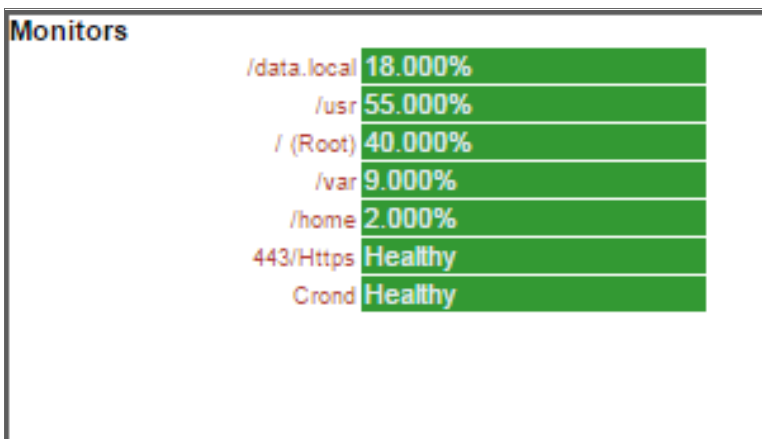 Monitors
/data.local 18.000%
/usr 55.000%
/ (Root) 40.000%
/var 9.000%
/home 2.000%
443/Https Healthy
Crond Healthy